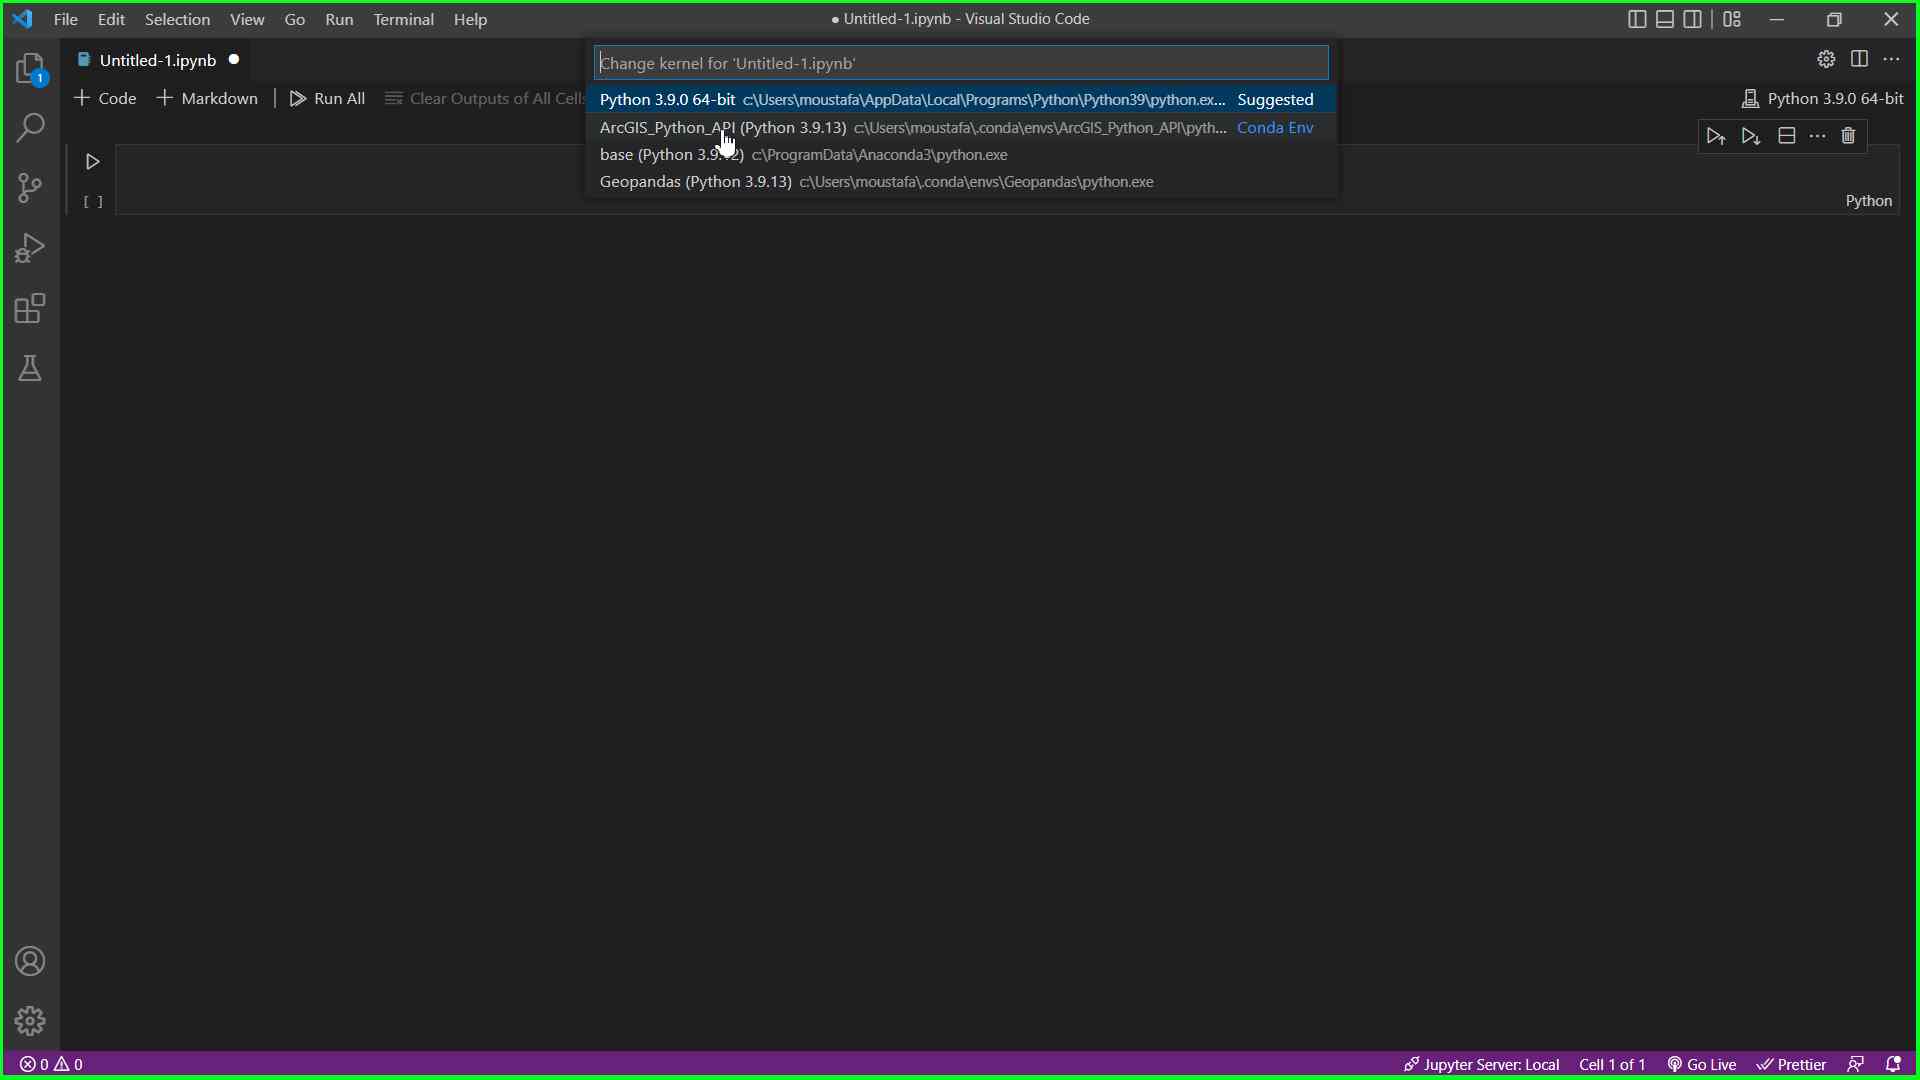 File Edit Selection View Go Run Terminal Help
● Untitled-1.ipynb - Visual Studio Code
1
Untitled-1.ipynb ●
Change kernel for 'Untitled-1.ipynb'
+ Code + Markdown Run All Clear Outputs of All Cells
Python 3.9.0 64-bit
Python 3.9.0 64-bit c:\Users\moustafa\AppData\Local\Programs\Python\Python39\python.ex... Suggested
ArcGIS_Python_API (Python 3.9.13) c:\Users\moustafa\.conda\envs\ArcGIS_Python_API\pyth... Conda Env
base (Python 3.9.12) c:\ProgramData\Anaconda3\python.exe
Geopandas (Python 3.9.13) c:\Users\moustafa\.conda\envs\Geopandas\python.exe
[ ]
Python
0 0
Jupyter Server: Local Cell 1 of 1 Go Live Prettier